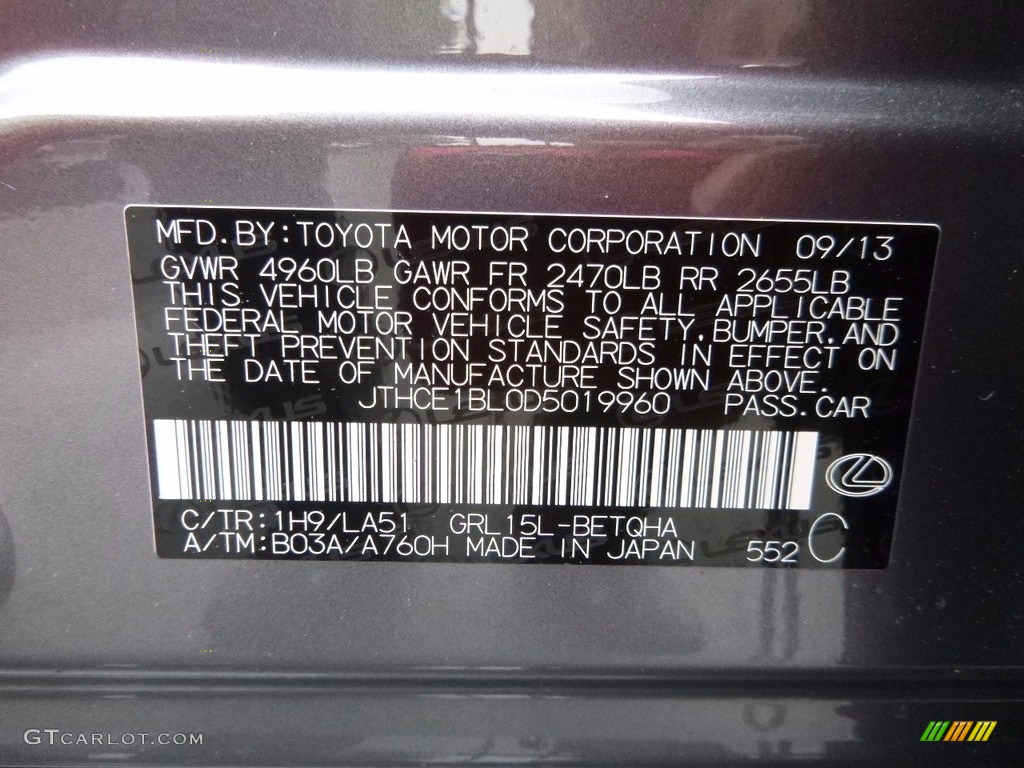 MFD.BY:TOYOTA MOTOR CORPORATION 09/13
GVWR 4960LB GAWR FR 2470LB RR 2655LB
THIS VEHICLE CONFORMS TO ALL APPLICABLE
FEDERAL MOTOR VEHICLE SAFETY,BUMPER,AND
THEFT PREVENTION STANDARDS IN EFFECT ON
THE DATE OF MANUFACTURE SHOWN ABOVE.
JTHCE1BL0D5019960 PASS.CAR
C/TR:1H9/LA51 GRL15L-BETQHA
A/TM:B03A/A760H MADE IN JAPAN 552 C
GTCARLOT.COM